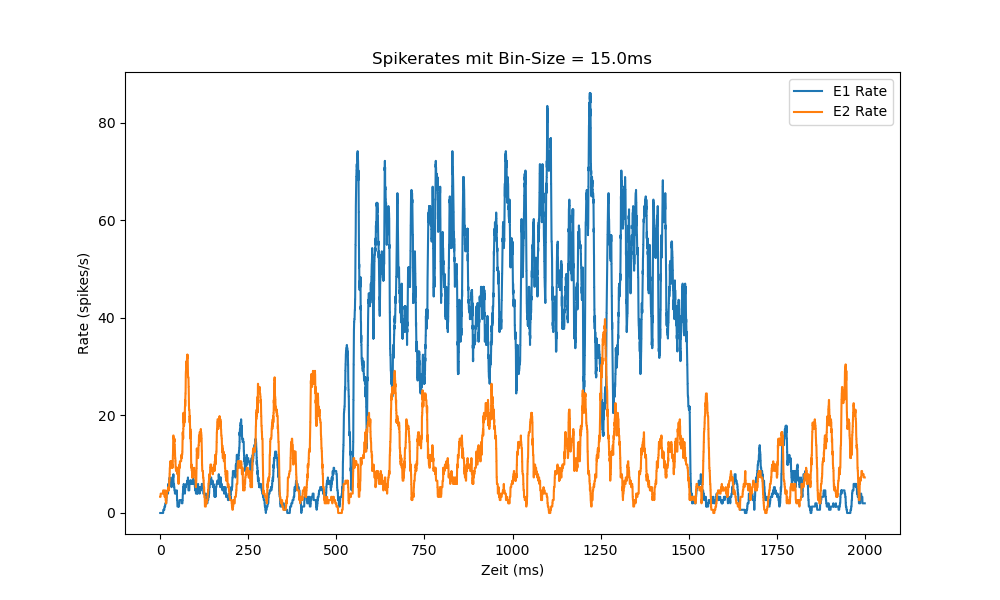 Spikerates mit Bin-Size = 15.0ms
E1 Rate
E2 Rate
Rate (spikes/s)
80
60
40
20
0
0 250 500 750 1000 1250 1500 1750 2000
Zeit (ms)